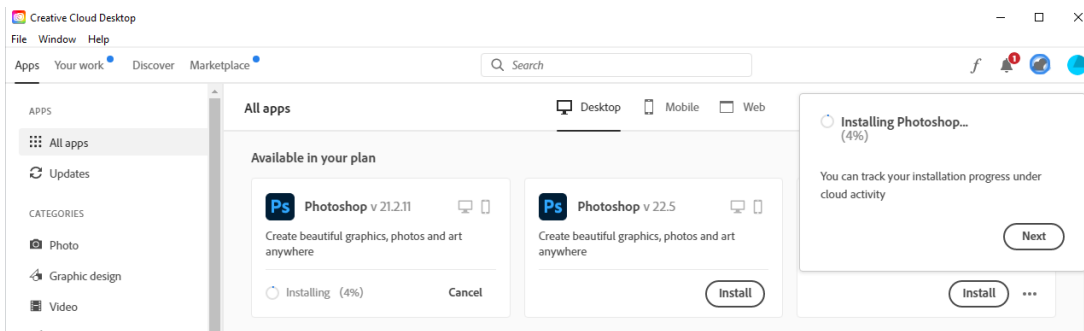 Creative Cloud Desktop
File Window Help
Apps Your work Discover Marketplace Search f 1
APPS
All apps
Updates
CATEGORIES
Photo
Graphic design
Video
All apps Desktop Mobile Web
Available in your plan
Ps Photoshop v 21.2.11
Create beautiful graphics, photos and art
anywhere
Installing (4%) Cancel
Ps Photoshop v 22.5
Create beautiful graphics, photos and art
anywhere
Install
Installing Photoshop...
(4%)
You can track your installation progress under
cloud activity
Next
Install